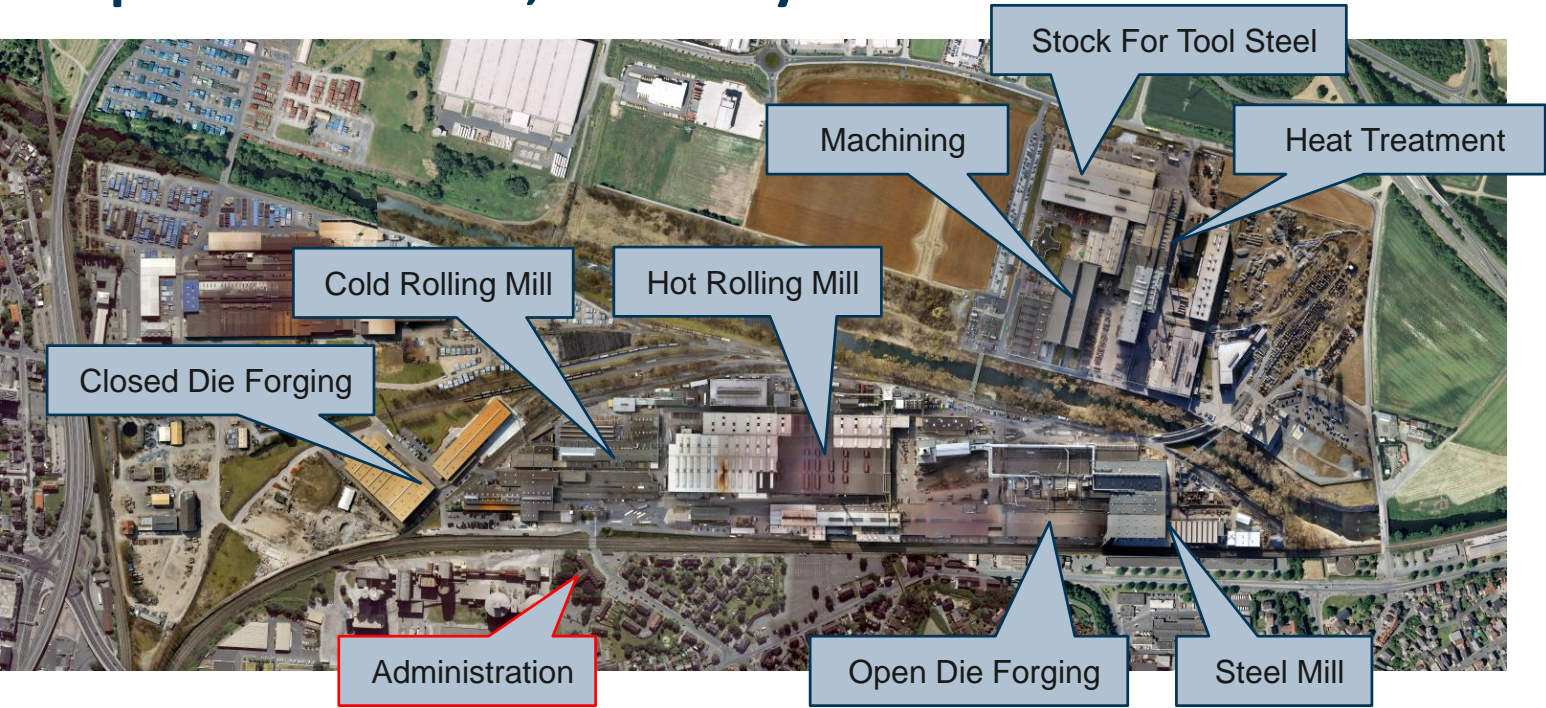 Stock For Tool Steel
Machining
Heat Treatment
Cold Rolling Mill
Hot Rolling Mill
Closed Die Forging
Administration
Open Die Forging
Steel Mill